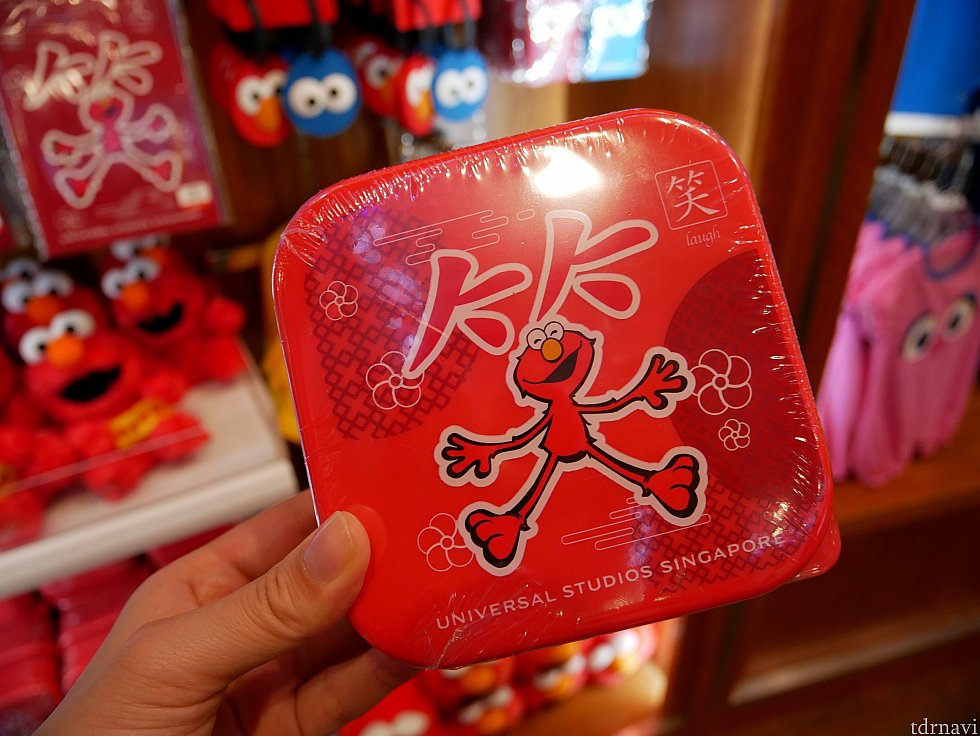 笑
laugh
UNIVERSAL STUDIOS SINGAPORE
tdrnavi